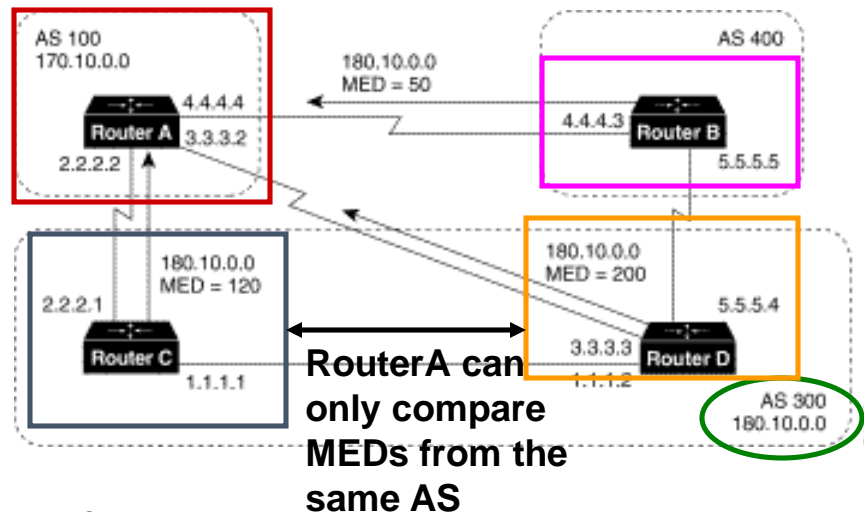 AS 100
170.10.0.0
180.10.0.0
MED = 50
AS 400
4.4.4.4
Router A
3.3.3.2
2.2.2.2
4.4.4.3
Router B
5.5.5.5
180.10.0.0
MED = 120
2.2.2.1
Router C
1.1.1.1
180.10.0.0
MED = 200
5.5.5.4
3.3.3.3
Router D
1.1.1.2
RouterA can
only compare
MEDs from the
same AS
AS 300
180.10.0.0